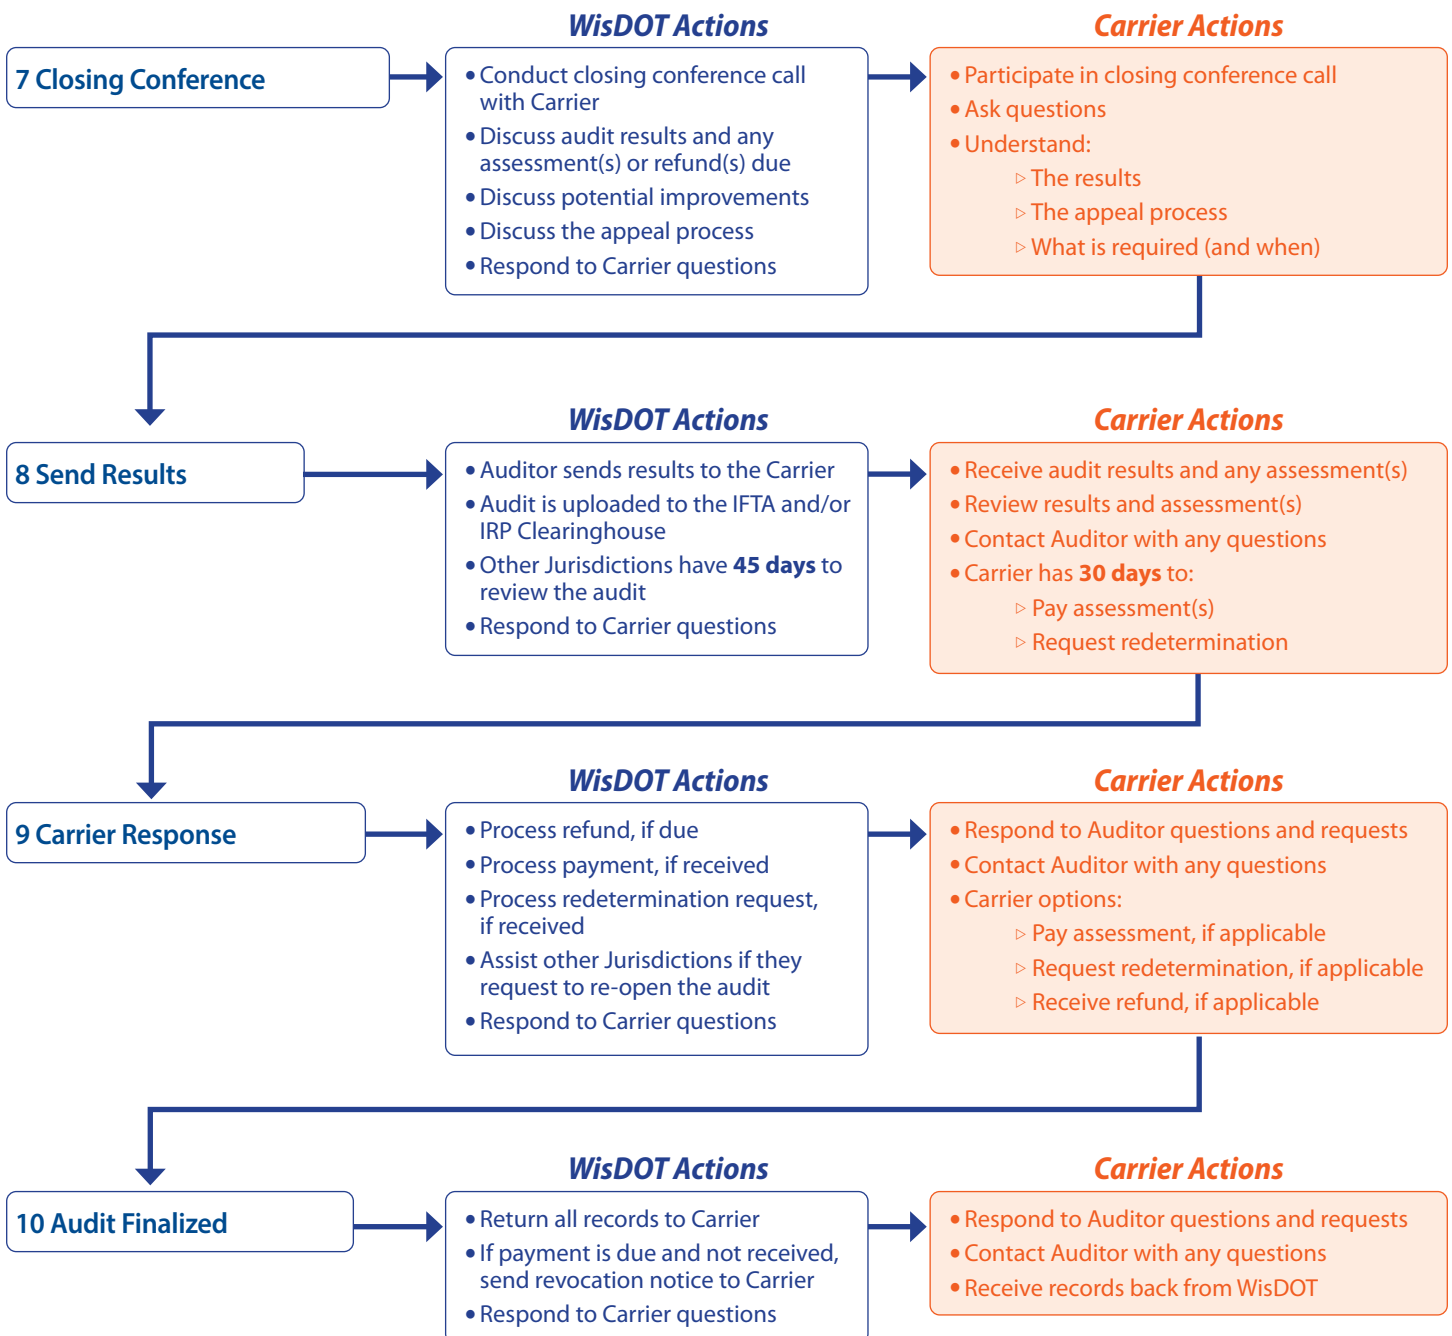 WisDOT Actions
Carrier Actions
7 Closing Conference
• Conduct closing conference call
with Carrier
• Discuss audit results and any
assessment(s) or refund(s) due
• Discuss potential improvements
• Discuss the appeal process
• Respond to Carrier questions
• Participate in closing conference call
• Ask questions
• Understand:
▷ The results
▷ The appeal process
▷ What is required (and when)
WisDOT Actions
Carrier Actions
8 Send Results
• Auditor sends results to the Carrier
• Audit is uploaded to the IFTA and/or
IRP Clearinghouse
• Other Jurisdictions have 45 days to
review the audit
• Respond to Carrier questions
• Receive audit results and any assessment(s)
• Review results and assessment(s)
• Contact Auditor with any questions
• Carrier has 30 days to:
▷ Pay assessment(s)
▷ Request redetermination
WisDOT Actions
Carrier Actions
9 Carrier Response
• Process refund, if due
• Process payment, if received
• Process redetermination request,
if received
• Assist other Jurisdictions if they
request to re-open the audit
• Respond to Carrier questions
• Respond to Auditor questions and requests
• Contact Auditor with any questions
• Carrier options:
▷ Pay assessment, if applicable
▷ Request redetermination, if applicable
▷ Receive refund, if applicable
WisDOT Actions
Carrier Actions
10 Audit Finalized
• Return all records to Carrier
• If payment is due and not received,
send revocation notice to Carrier
• Respond to Carrier questions
• Respond to Auditor questions and requests
• Contact Auditor with any questions
• Receive records back from WisDOT